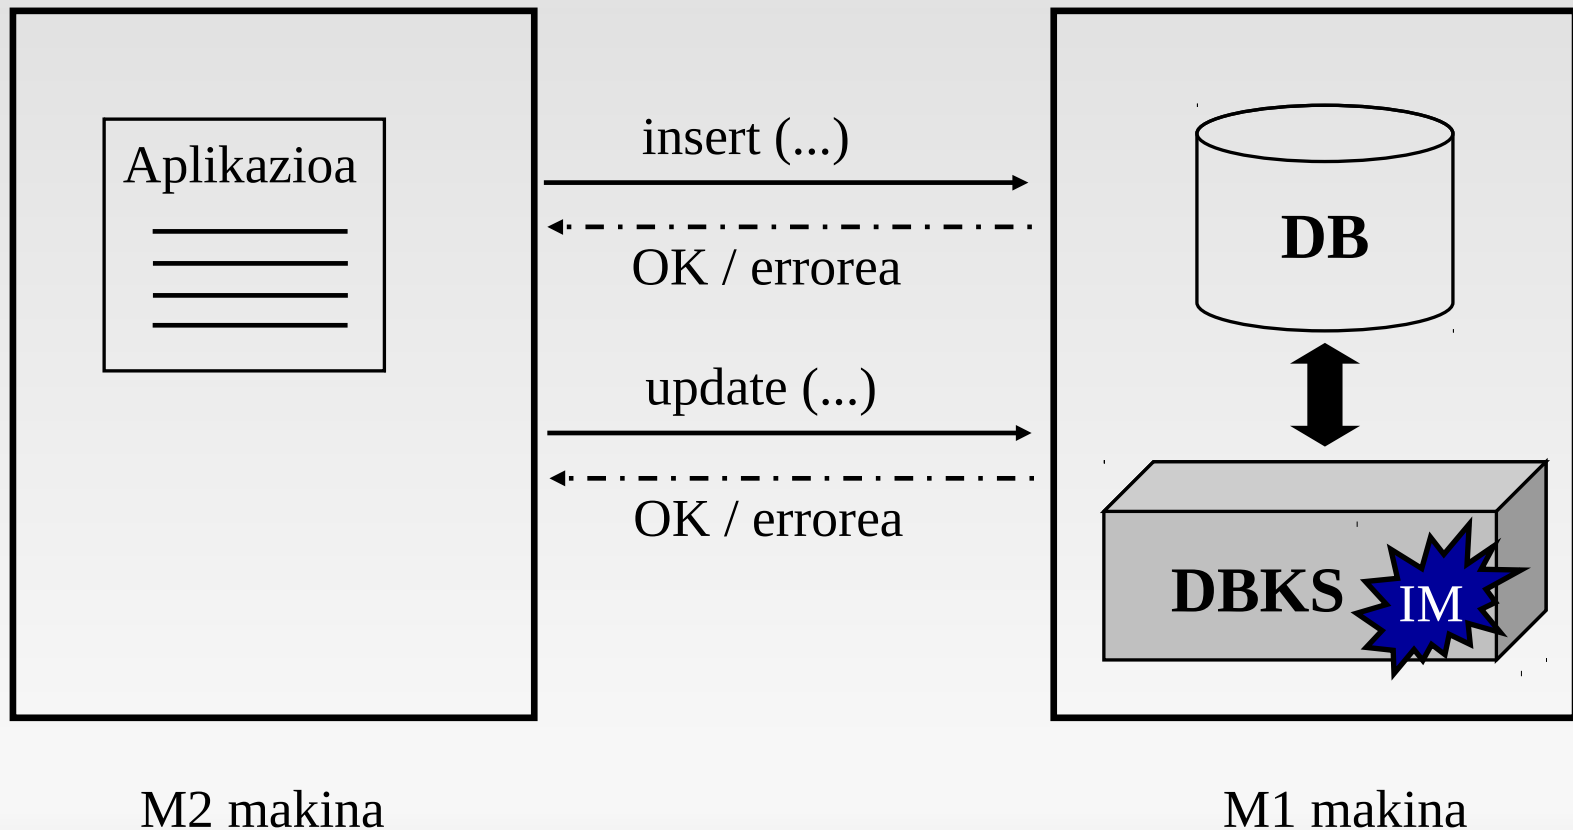 Aplikazioa
insert (...)
OK / errorea
update (...)
OK / errorea
DB
DBKS
IM
M2 makina
M1 makina